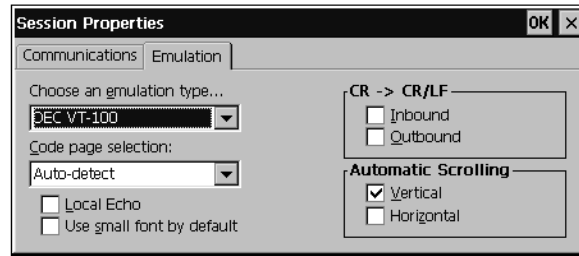 Session Properties OK ×
Communications Emulation
Choose an emulation type...
DEC VT-100
Code page selection:
Auto-detect
Local Echo
Use small font by default
CR -> CR/LF
Inbound
Outbound
Automatic Scrolling
Vertical
Horizontal